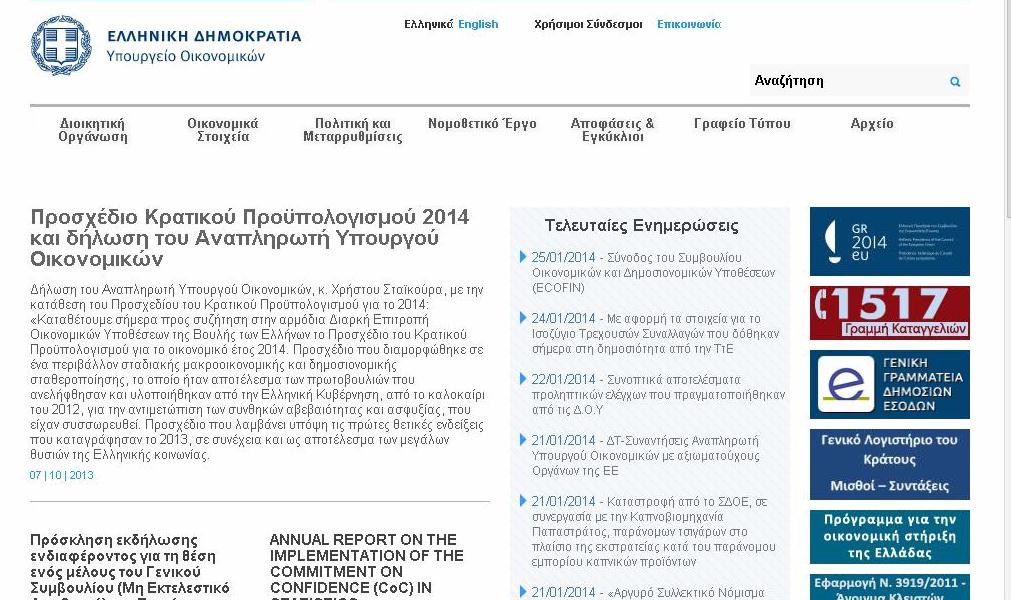 Ελληνικά English Χρήσιμοι Σύνδεσμοι Επικοινωνία
ΕΛΛΗΝΙΚΗ ΔΗΜΟΚΡΑΤΙΑ
Υπουργείο Οικονομικών
Αναζήτηση
Διοικητική
Οργάνωση
Οικονομικά
Στοιχεία
Πολιτική και
Μεταρρυθμίσεις
Νομοθετικό Έργο
Αποφάσεις &
Εγκύκλιοι
Γραφείο Τύπου
Αρχείο
Προσχέδιο Κρατικού Προϋπολογισμού 2014
και δήλωση του Αναπληρωτή Υπουργού
Οικονομικών
Δήλωση του Αναπληρωτή Υπουργού Οικονομικών, κ. Χρήστου Σταϊκούρα, με την
κατάθεση του Προσχεδίου του Κρατικού Προϋπολογισμού για το 2014:
«Καταθέτουμε σήμερα προς συζήτηση στην αρμόδια Διαρκή Επιτροπή
Οικονομικών Υποθέσεων της Βουλής των Ελλήνων το Προσχέδιο του Κρατικού
Προϋπολογισμού για το οικονομικό έτος 2014. Προσχέδιο που διαμορφώθηκε σε
ένα περιβάλλον σταδιακής μακροοικονομικής και δημοσιονομικής
σταθεροποίησης, το οποίο ήταν αποτέλεσμα των πρωτοβουλιών που
ανελήφθησαν και υλοποιήθηκαν από την Ελληνική Κυβέρνηση, από το καλοκαίρι
του 2012, για την αντιμετώπιση των συνθηκών αβεβαιότητας και ασφυξίας, που
είχαν συσσωρευθεί. Προσχέδιο που λαμβάνει υπόψη τις πρώτες θετικές ενδείξεις
που καταγράφησαν το 2013, σε συνέχεια και ως αποτέλεσμα των μεγάλων
θυσιών της Ελληνικής κοινωνίας.
07 | 10 | 2013
Πρόσκληση εκδήλωσης
ενδιαφέροντος για τη θέση
ενός μέλους του Γενικού
Συμβουλίου (Μη Εκτελεστικό
ANNUAL REPORT ON THE
IMPLEMENTATION OF THE
COMMITMENT ON
CONFIDENCE (CoC) IN
STATISTICS
Τελευταίες Ενημερώσεις
25/01/2014 - Σύνοδος του Συμβουλίου
Οικονομικών και Δημοσιονομικών Υποθέσεων
(ECOFIN)
24/01/2014 - Με αφορμή τα στοιχεία για το
Ισοζύγιο Τρεχουσών Συναλλαγών που δόθηκαν
σήμερα στη δημοσιότητα από την ΤτΕ
22/01/2014 - Συνοπτικά αποτελέσματα
προληπτικών ελέγχων που πραγματοποιήθηκαν
από τις Δ.Ο.Υ
21/01/2014 - ΔΤ-Συναντήσεις Αναπληρωτή
Υπουργού Οικονομικών με αξιωματούχους
Οργάνων της ΕΕ
21/01/2014 - Καταστροφή από το ΣΔΟΕ, σε
συνεργασία με την Καπνοβιομηχανία
Παπαστράτος, παράνομων τσιγάρων στο
πλαίσιο της εκστρατείας κατά του παράνομου
εμπορίου καπνικών προϊόντων
21/01/2014 - «Αργυρό Συλλεκτικό Νόμισμα
GR
2014
eu
1517
Γραμμή Καταγγελιών
ΓΕΝΙΚΗ
ΓΡΑΜΜΑΤΕΙΑ
ΔΗΜΟΣΙΩΝ
ΕΣΟΔΩΝ
Γενικό Λογιστήριο του
Κράτους
Μισθοί – Συντάξεις
Πρόγραμμα για την
οικονομική στήριξη
της Ελλάδας
Εφαρμογή Ν. 3919/2011 -
Άνοιγμα Κλειστών